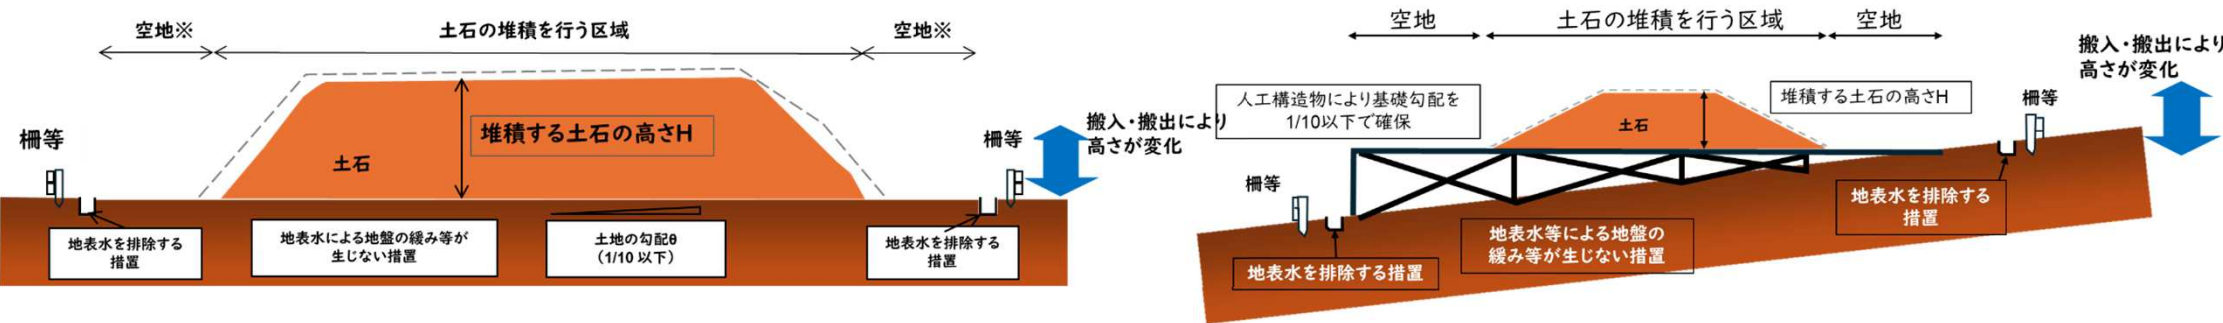 空地※
土石の堆積を行う区域
空地※
柵等
堆積する土石の高さH
土石
柵等
搬入・搬出により
高さが変化
地表水を排除する
措置
地表水による地盤の緩み等が
生じない措置
土地の勾配θ
(1/10 以下)
地表水を排除する
措置
空地
土石の堆積を行う区域
空地
搬入・搬出により
高さが変化
人工構造物により基礎勾配を
1/10以下で確保
堆積する土石の高さH
柵等
土石
柵等
地表水を排除する
措置
地表水等による地盤の
緩み等が生じない措置
地表水を排除する措置